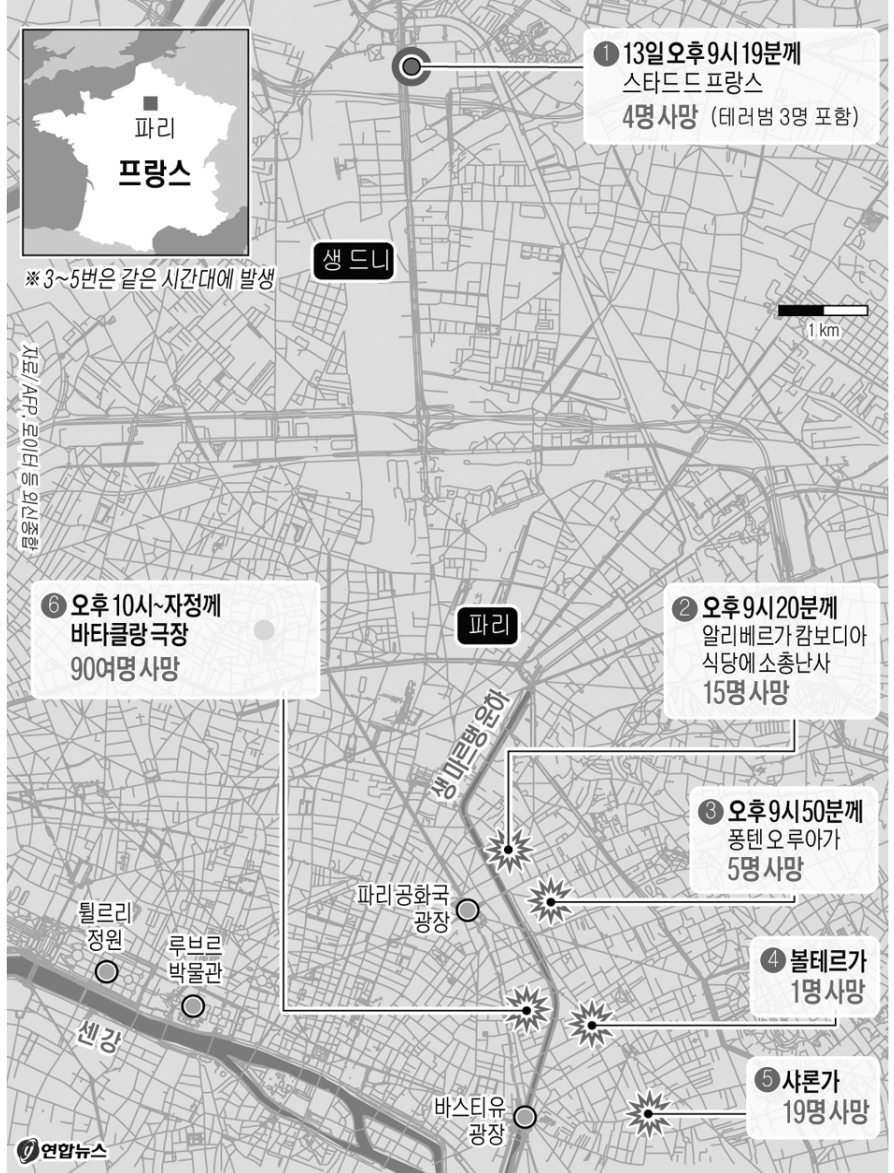 파리
프랑스
※ 3~5번은 같은 시간대에 발생
자료/ AFP, 로이터 등 외신종합
1 13일 오후 9시 19분께
스타드 드 프랑스
4명 사망 (테러범 3명 포함)
생 드니
1 km
6 오후 10시~자정께
바타클랑 극장
90여명 사망
파리
2 오후 9시 20분께
알리베르가 캄보디아
식당에 소총난사
15명 사망
생 마르탱 운하
3 오후 9시 50분께
퐁텐 오 루아가
5명 사망
파리 공화국
광장
튈르리
정원
루브르
박물관
4 볼테르가
1명 사망
센 강
5 샤론가
19명 사망
바스티유
광장
연합뉴스